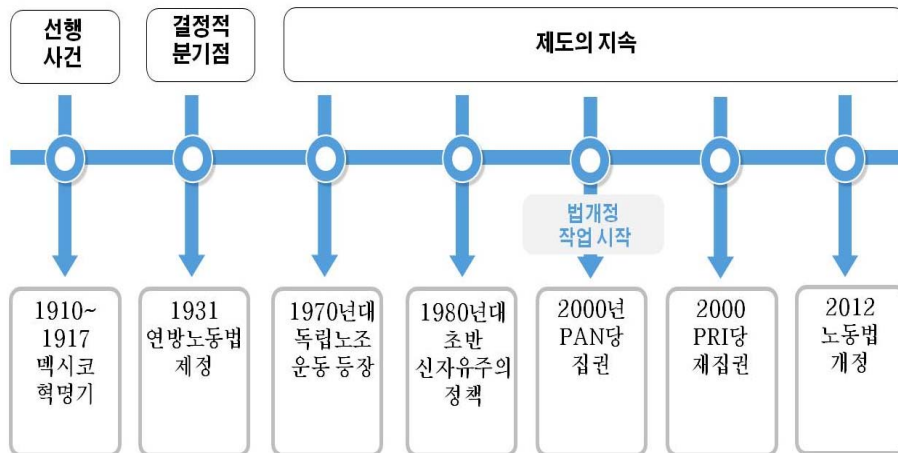 선행
사건
결정적
분기점
제도의 지속
법개정
작업 시작
1910~
1917
멕시코
혁명기
1931
연방노동법
제정
1970년대
독립노조
운동 등장
1980년대
초반
신자유주의
정책
2000년
PAN당
집권
2000
PRI당
재집권
2012
노동법
개정